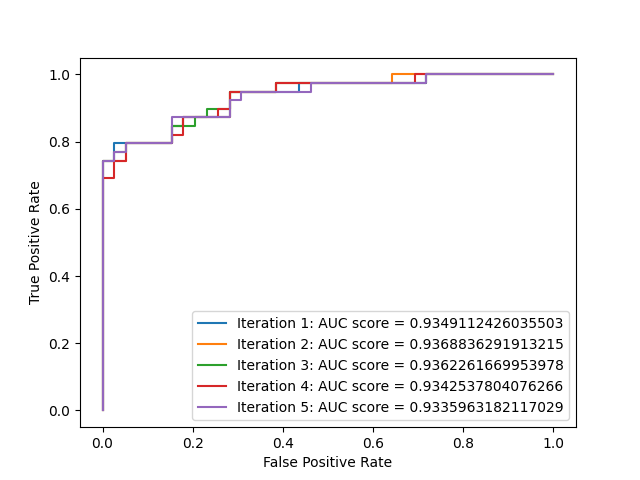 1.0
0.8
0.6
0.4
0.2
0.0
True Positive Rate
Iteration 1: AUC score = 0.9349112426035503
Iteration 2: AUC score = 0.9368836291913215
Iteration 3: AUC score = 0.9362261669953978
Iteration 4: AUC score = 0.9342537804076266
Iteration 5: AUC score = 0.9335963182117029
0.0 0.2 0.4 0.6 0.8 1.0
False Positive Rate